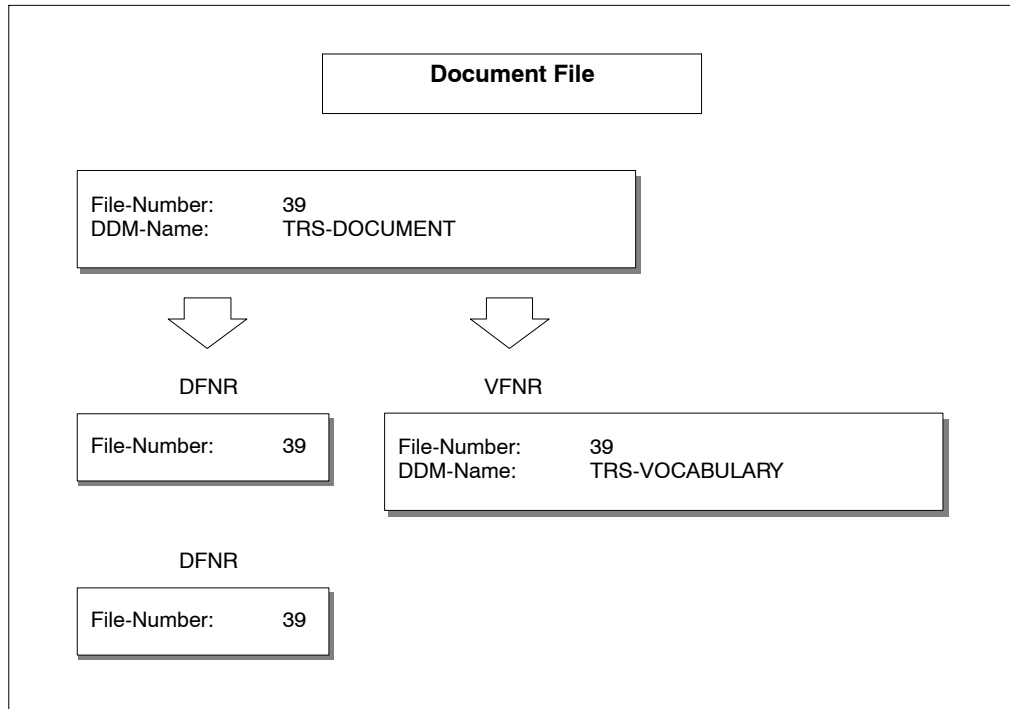 Document File
File-Number: 39
DDM-Name: TRS-DOCUMENT
DFNR
VFNR
File-Number: 39
File-Number: 39
DDM-Name: TRS-VOCABULARY
DFNR
File-Number: 39